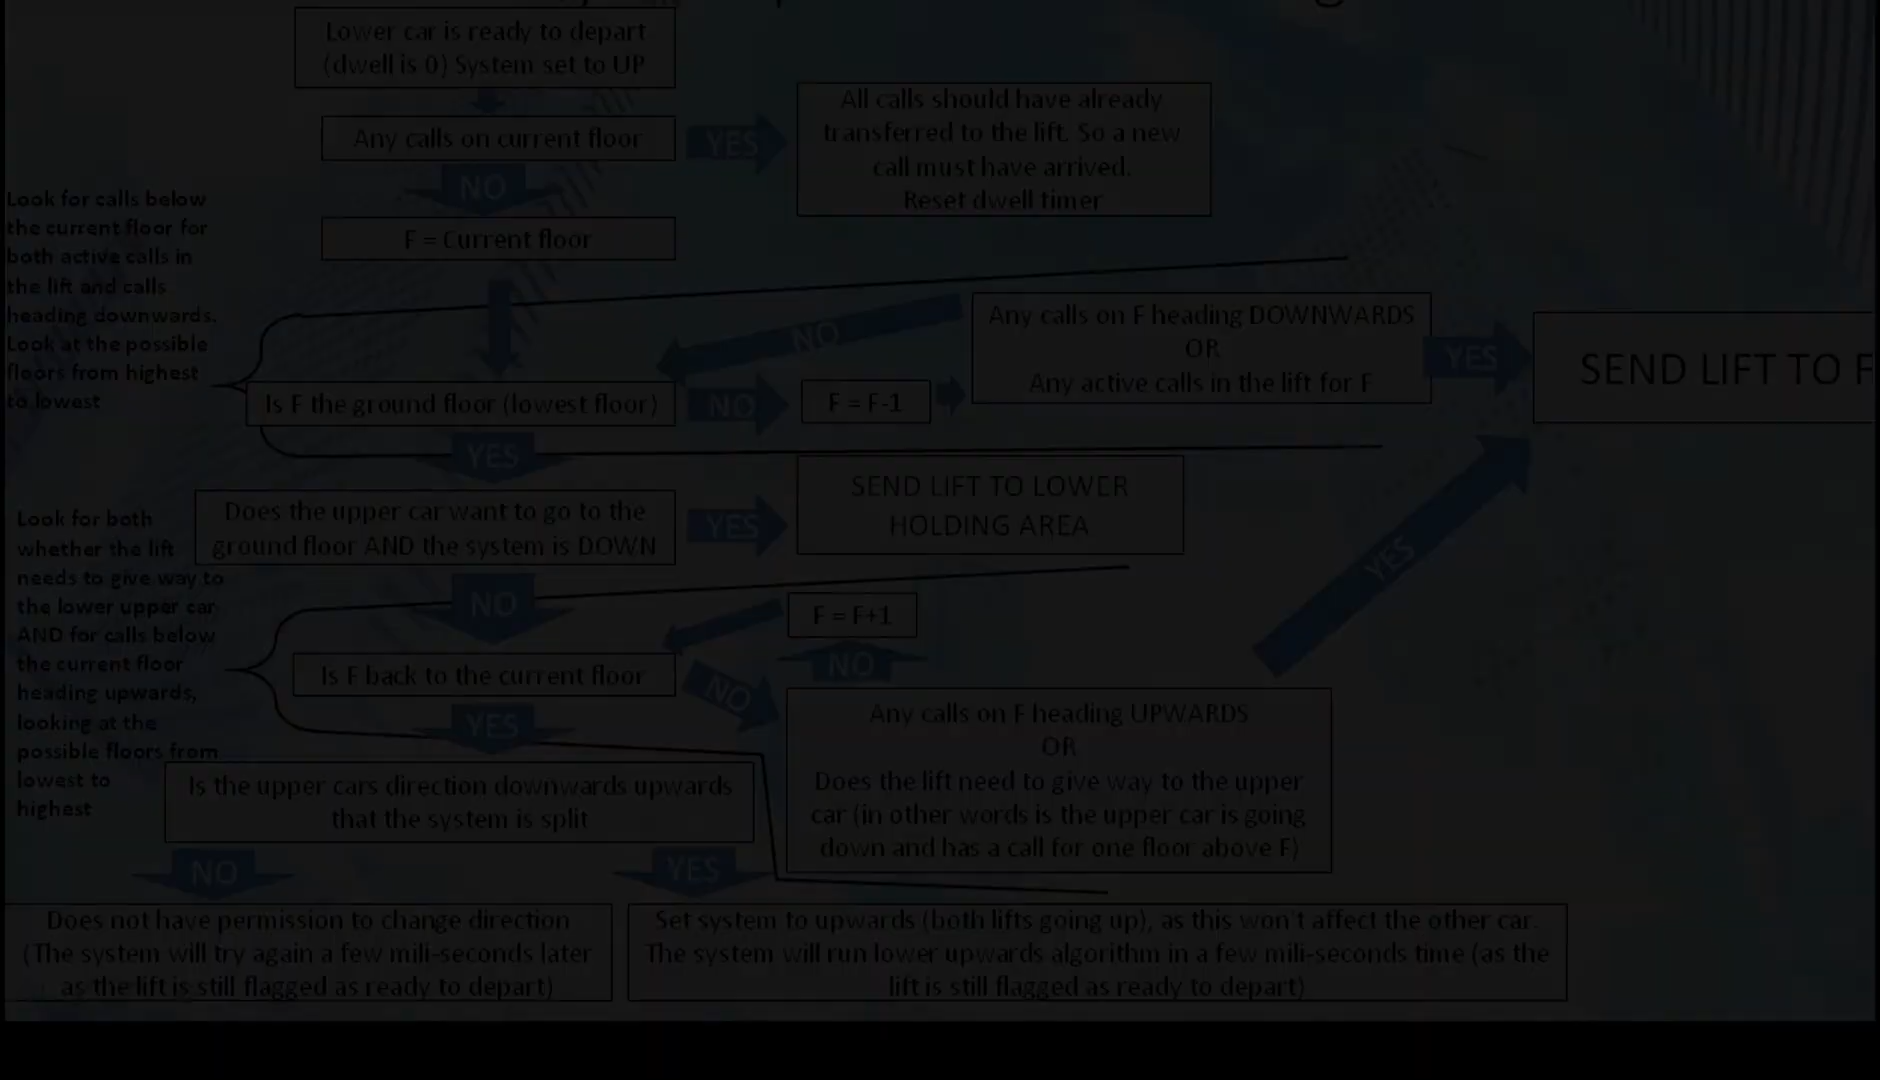 Lower car is ready to depart
(dwell is 0) System set to UP
Any calls on current floor
YES
All calls should have already
transferred to the lift. So a new
call must have arrived.
Reset dwell timer
NO
F = Current floor
Look for calls below
the current floor for
both active calls in
the lift and calls
heading downwards.
Look at the possible
floors from highest
to lowest
Is F the ground floor (lowest floor)
NO
F = F-1
NO
Any calls on F heading DOWNWARDS
OR
Any active calls in the lift for F
YES
SEND LIFT TO F
YES
Does the upper car want to go to the
ground floor AND the system is DOWN
YES
SEND LIFT TO LOWER
HOLDING AREA
NO
Look for both
whether the lift
needs to give way to
the lower upper car
AND for calls below
the current floor
heading upwards,
looking at the
possible floors from
lowest to
highest
Is F back to the current floor
NO
F = F+1
NO
Any calls on F heading UPWARDS
OR
Does the lift need to give way to the upper
car (in other words is the upper car is going
down and has a call for one floor above F)
YES
YES
Is the upper cars direction downwards upwards
that the system is split
NO
YES
Does not have permission to change direction
(The system will try again a few mili-seconds later
as the lift is still flagged as ready to depart)
Set system to upwards (both lifts going up), as this won't affect the other car.
The system will run lower upwards algorithm in a few mili-seconds time (as the
lift is still flagged as ready to depart)